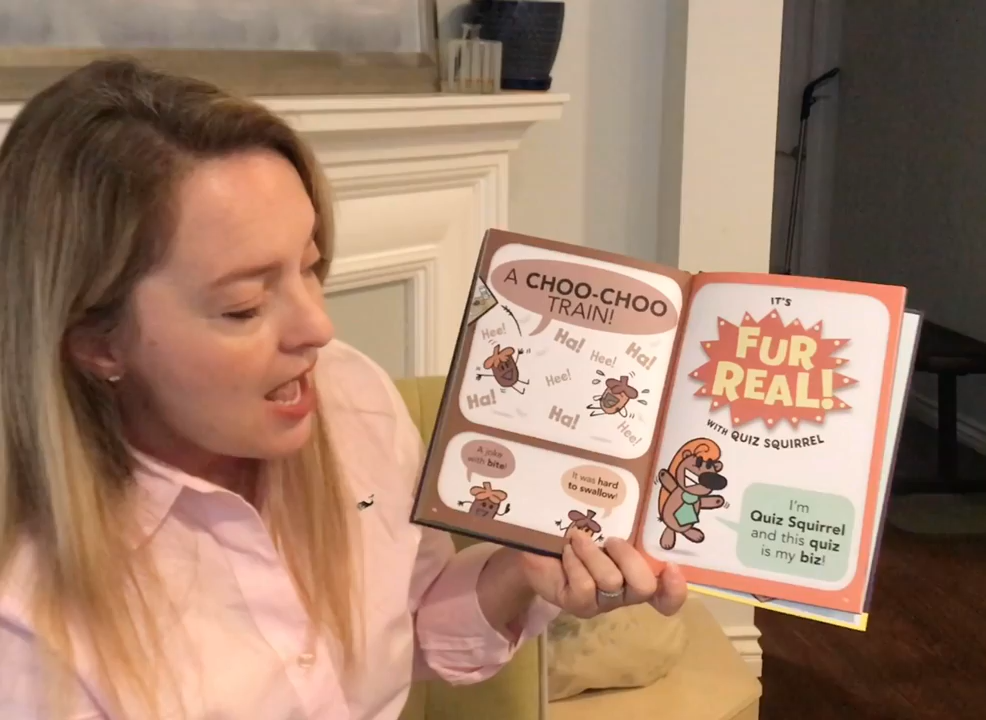 A CHOO-CHOO
TRAIN!
Hee!
Ha!
Hee!
Ha!
Hee!
Ha!
Ha!
Hee!
A joke
with bite!
It was hard
to swallow!
IT'S
FUR
REAL!
WITH QUIZ SQUIRREL
I'm
Quiz Squirrel
and this quiz
is my biz!